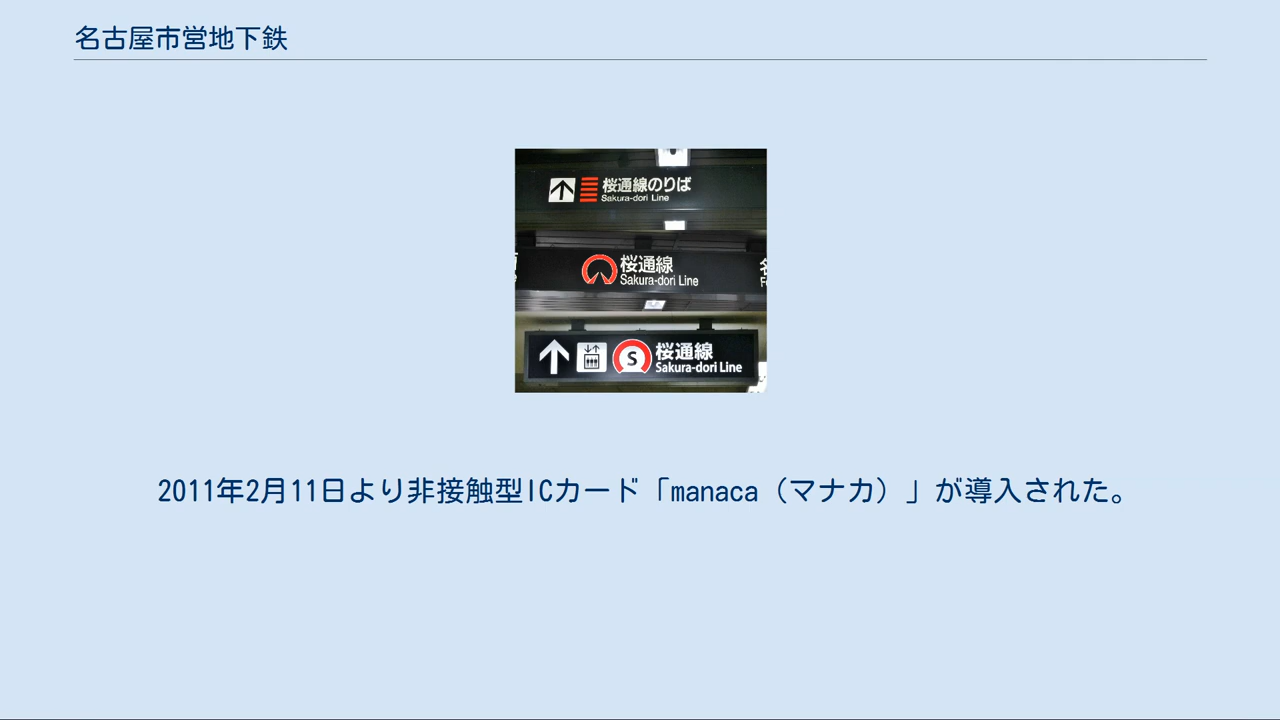 名古屋市営地下鉄
桜通線のりば
Sakura-dori Line
桜通線
Sakura-dori Line
S 桜通線
Sakura-dori Line
2011年2月11日より非接触型ICカード「manaca（マナカ）」が導入された。